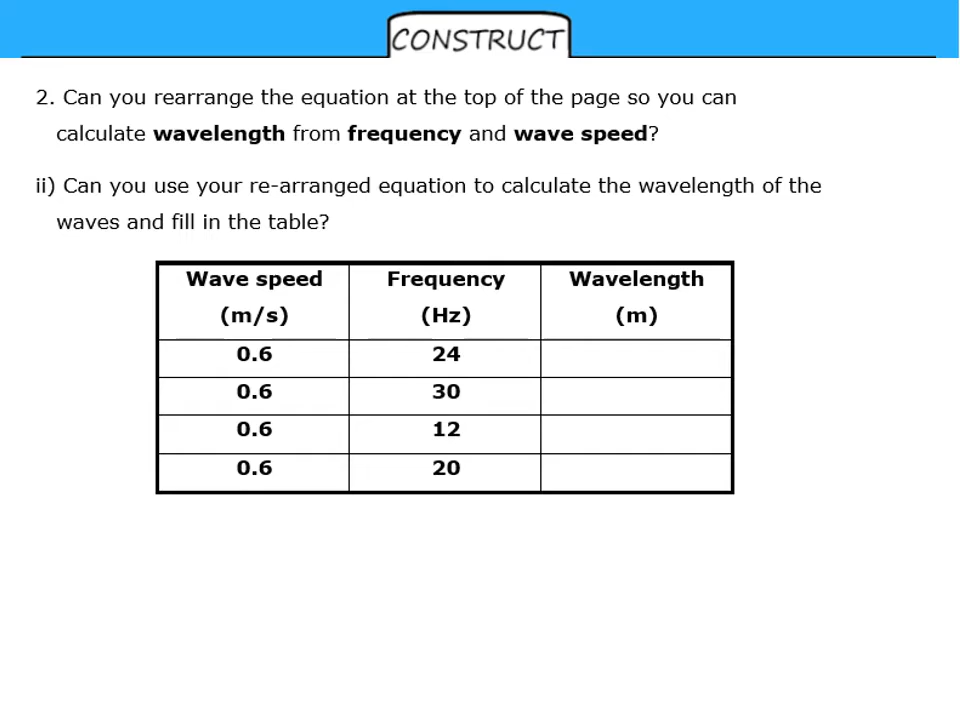 CONSTRUCT
2. Can you rearrange the equation at the top of the page so you can
calculate wavelength from frequency and wave speed?
ii) Can you use your re-arranged equation to calculate the wavelength of the
waves and fill in the table?
Wave speed Frequency Wavelength
(m/s) (Hz) (m)
0.6 24
0.6 30
0.6 12
0.6 20